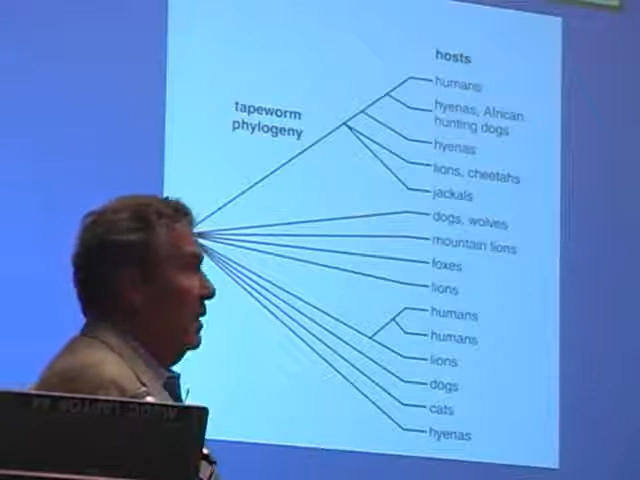 hosts
humans
tapeworm
phylogeny
hyenas, African
hunting dogs
hyenas
lions, cheetahs
jackals
dogs, wolves
mountain lions
foxes
lions
humans
humans
lions
dogs
cats
hyenas